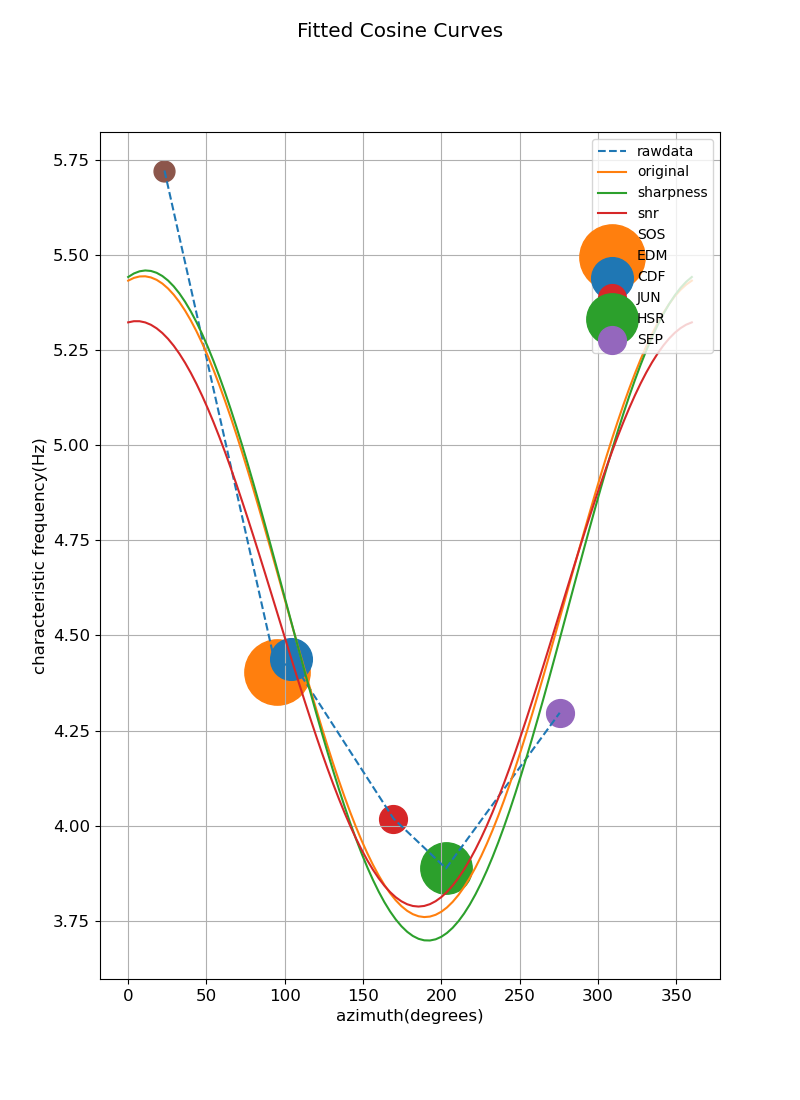 Fitted Cosine Curves
rawdata
original
sharpness
snr
SOS
EDM
CDF
JUN
HSR
SEP
5.75
5.50
5.25
5.00
4.75
4.50
4.25
4.00
3.75
characteristic frequency(Hz)
0 50 100 150 200 250 300 350
azimuth(degrees)